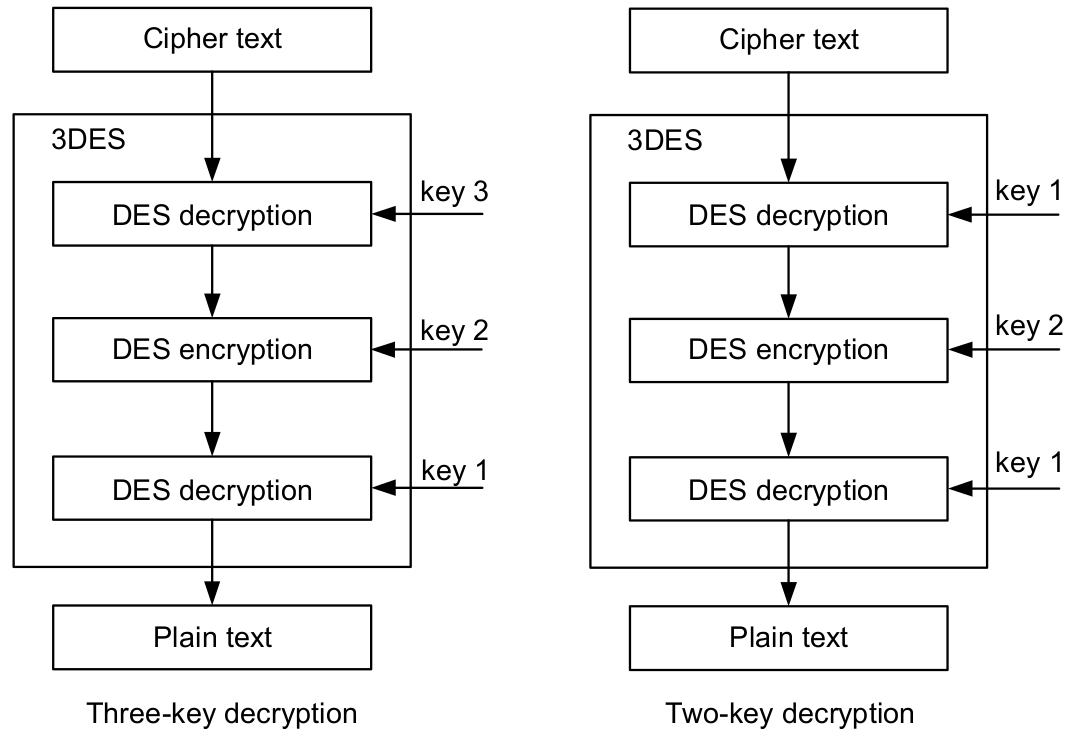 Cipher text
3DES
key 3
DES decryption
key 2
DES encryption
key 1
DES decryption
Plain text
Three-key decryption
Cipher text
3DES
key 1
DES decryption
key 2
DES encryption
key 1
DES decryption
Plain text
Two-key decryption